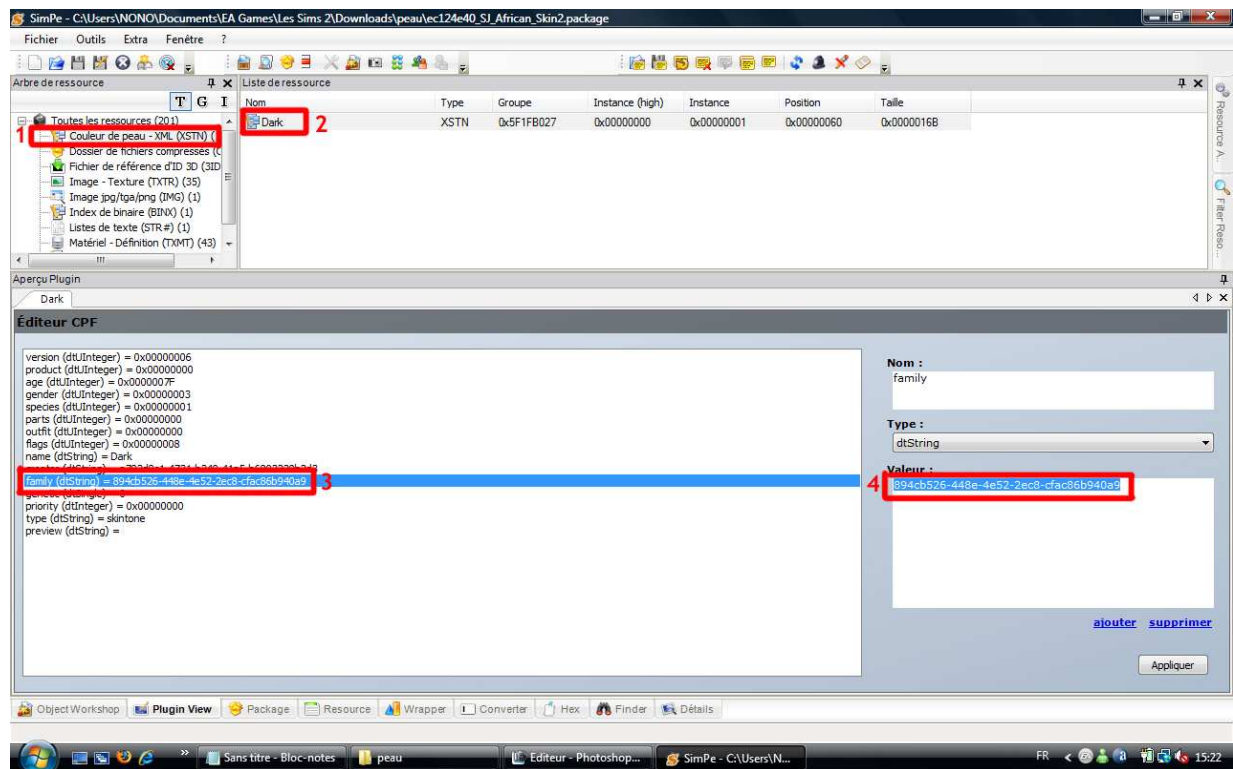 SimPe - C:\Users\NONO\Documents\EA Games\Les Sims 2\Downloads\peau\ec124e40_SJ_African_Skin2.package
Fichier Outils Extra Fenêtre ?
Arbre de ressource
Liste de ressource
T G I
Nom Type Groupe Instance (high) Instance Position Taille
Toutes les ressources (201)
1
Couleur de peau - XML (XSTN) (
Dossier de fichiers compressés (C
Fichier de référence d'ID 3D (3ID
Image - Texture (TXTR) (35)
Image jpg/tga/png (IMG) (1)
Index de binaire (BINX) (1)
Listes de texte (STR#) (1)
Matériel - Définition (TXMT) (43)
Dark 2 XSTN 0x5F1FB027 0x00000000 0x00000001 0x00000060 0x0000016B
Resource A..
Filter Reso...
Aperçu Plugin
Dark
Éditeur CPF
version (dtUInteger) = 0x00000006
product (dtUInteger) = 0x00000000
age (dtUInteger) = 0x0000007F
gender (dtUInteger) = 0x00000003
species (dtUInteger) = 0x00000001
parts (dtUInteger) = 0x00000000
outfit (dtUInteger) = 0x00000000
flags (dtUInteger) = 0x00000008
name (dtString) = Dark
family (dtString) = 894cb526-448e-4e52-2ec8-cfac86b940a9 3
priority (dtInteger) = 0x00000000
type (dtString) = skintone
preview (dtString) =
Nom :
family
Type :
dtString
Valeur :
4 894cb526-448e-4e52-2ec8-cfac86b940a9
ajouter supprimer
Appliquer
Object Workshop Plugin View Package Resource Wrapper Converter Hex Finder Détails
Sans titre - Bloc-notes peau Editeur - Photoshop... SimPe - C:\Users\N... FR 15:22